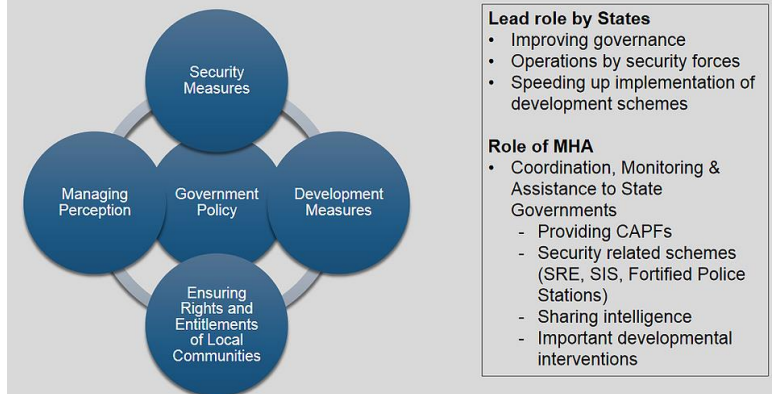 Security
Measures
Managing
Perception
Government
Policy
Development
Measures
Ensuring
Rights and
Entitlements
of Local
Communities
Lead role by States
• Improving governance
• Operations by security forces
• Speeding up implementation of
development schemes
Role of MHA
• Coordination, Monitoring &
Assistance to State
Governments
- Providing CAPFs
- Security related schemes
(SRE, SIS, Fortified Police
Stations)
- Sharing intelligence
- Important developmental
interventions